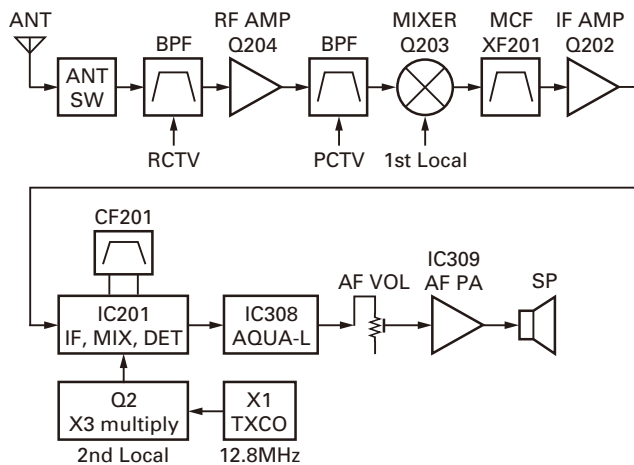 ANT
ANT
SW
BPF
RCTV
RF AMP
Q204
BPF
PCTV
MIXER
Q203
1st Local
MCF
XF201
IF AMP
Q202
CF201
IC201
IF, MIX, DET
IC308
AQUA-L
AF VOL
IC309
AF PA
SP
Q2
X3 multiply
2nd Local
X1
TXCO
12.8MHz